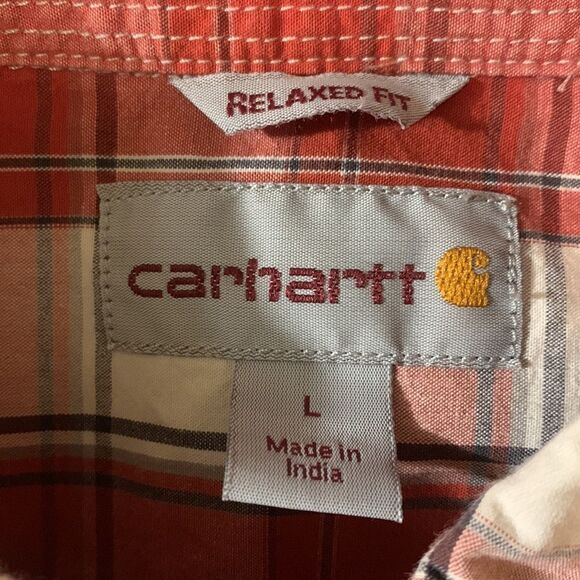 RELAXED FIT
carhartt
L
Made in
India